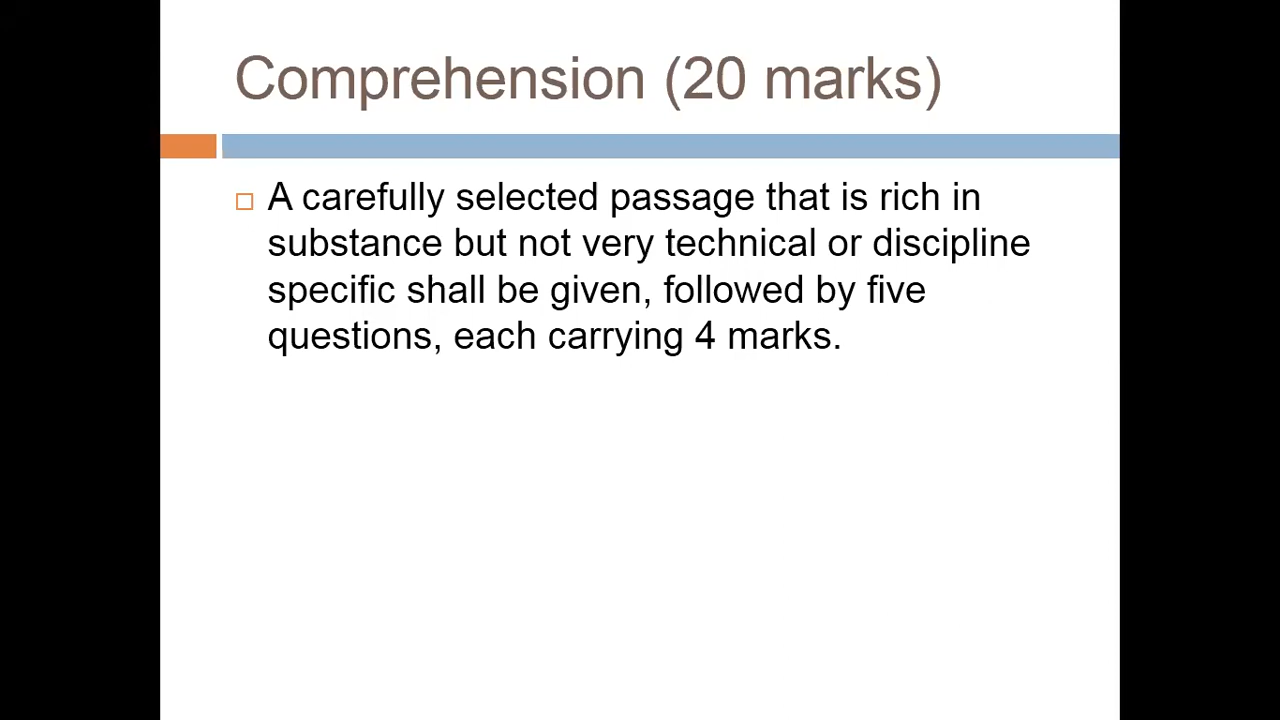 Comprehension (20 marks)
A carefully selected passage that is rich in
substance but not very technical or discipline
specific shall be given, followed by five
questions, each carrying 4 marks.